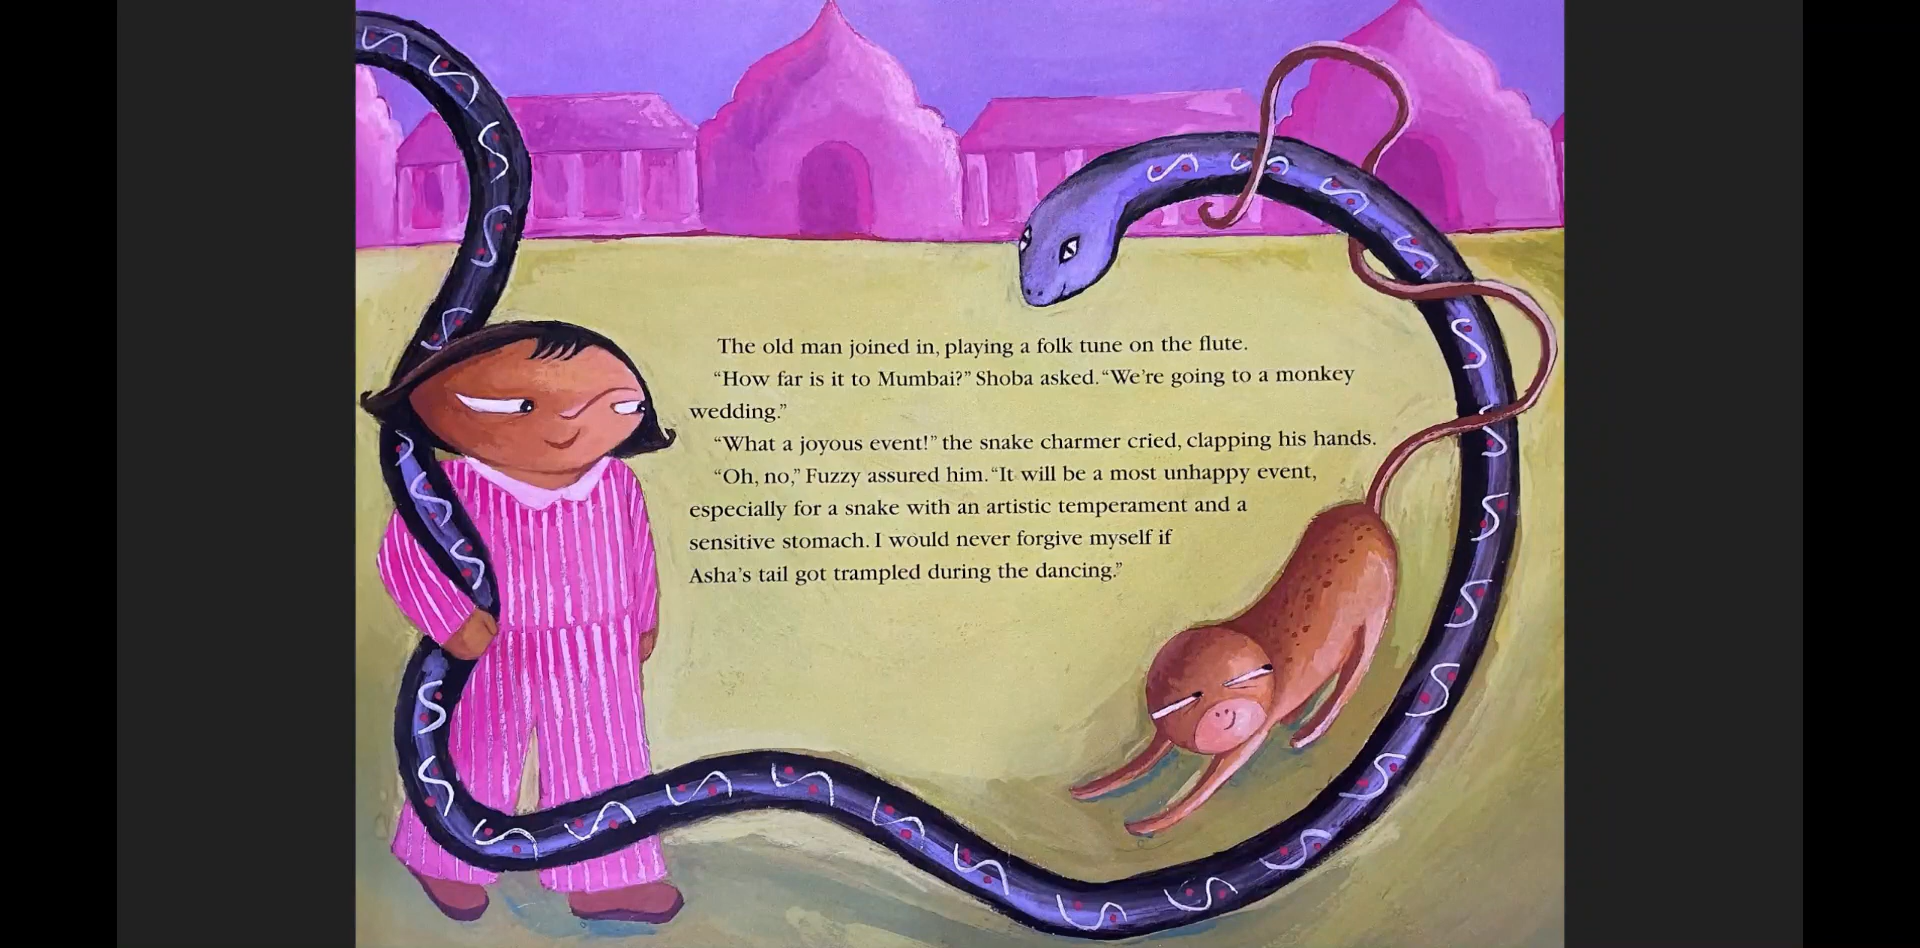 The old man joined in, playing a folk tune on the flute.
“How far is it to Mumbai?” Shoba asked. “We’re going to a monkey
wedding.”
“What a joyous event!” the snake charmer cried, clapping his hands.
“Oh, no,” Fuzzy assured him. “It will be a most unhappy event,
especially for a snake with an artistic temperament and a
sensitive stomach. I would never forgive myself if
Asha’s tail got trampled during the dancing.”